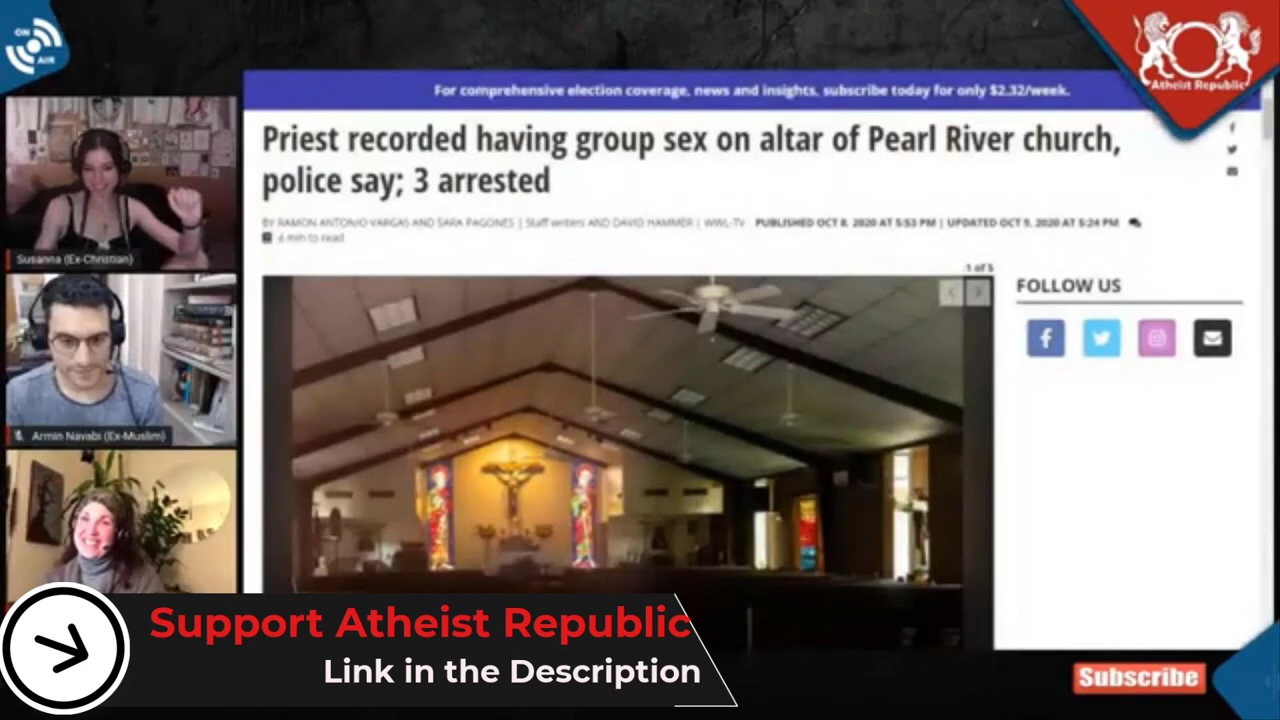 ON
AIR
Atheist Republic
For comprehensive election coverage, news and insights, subscribe today for only $2.32/week.
Priest recorded having group sex on altar of Pearl River church,
police say; 3 arrested
BY RAMON ANTONIO VARGAS AND SARA PAGONES | Staff writers AND DAVID HAMMER | WWL-TV PUBLISHED OCT 8, 2020 AT 5:53 PM | UPDATED OCT 9, 2020 AT 5:24 PM
min to read
1 of 5
FOLLOW US
Susanna (Ex-Christian)
Armin Navabi (Ex-Muslim)
Support Atheist Republic
Link in the Description
Subscribe